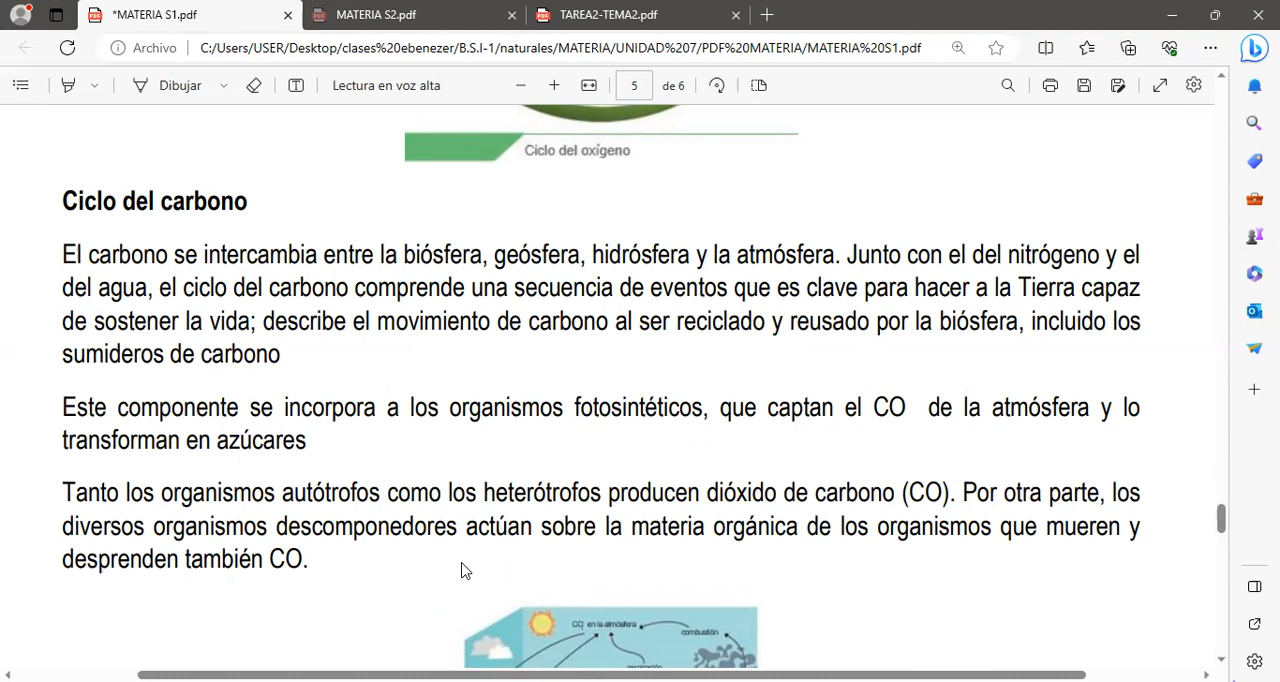 *MATERIA S1.pdf
MATERIA S2.pdf
TAREA2-TEMA2.pdf
Archivo
C:/Users/USER/Desktop/clases%20ebenezer/B.S.I-1/naturales/MATERIA/UNIDAD%207/PDF%20MATERIA/MATERIA%20S1.pdf
Dibujar
Lectura en voz alta
5
de 6
Ciclo del oxígeno
Ciclo del carbono
El carbono se intercambia entre la biósfera, geósfera, hidrósfera y la atmósfera. Junto con el del nitrógeno y el
del agua, el ciclo del carbono comprende una secuencia de eventos que es clave para hacer a la Tierra capaz
de sostener la vida; describe el movimiento de carbono al ser reciclado y reusado por la biósfera, incluido los
sumideros de carbono
Este componente se incorpora a los organismos fotosintéticos, que captan el CO de la atmósfera y lo
transforman en azúcares
Tanto los organismos autótrofos como los heterótrofos producen dióxido de carbono (CO). Por otra parte, los
diversos organismos descomponedores actúan sobre la materia orgánica de los organismos que mueren y
desprenden también CO.
CO₂ en la atmósfera
combustión